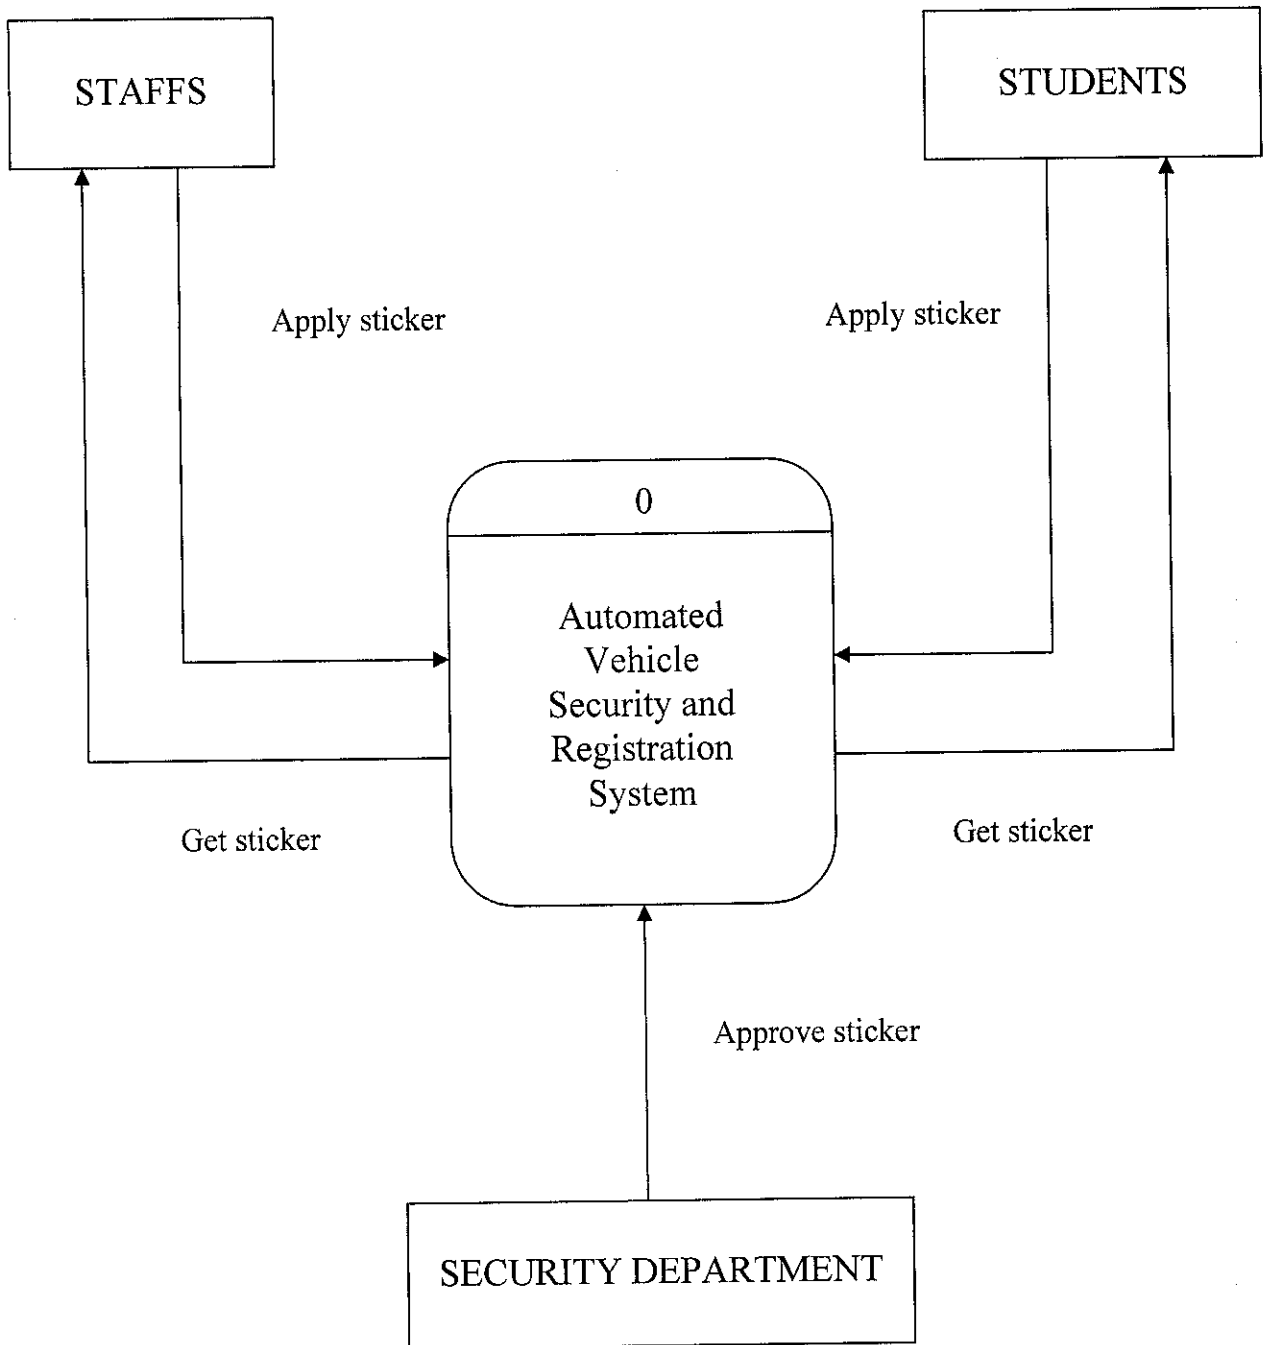 STAFFS
STUDENTS
Apply sticker
Apply sticker
0
Automated
Vehicle
Security and
Registration
System
Get sticker
Get sticker
Approve sticker
SECURITY DEPARTMENT